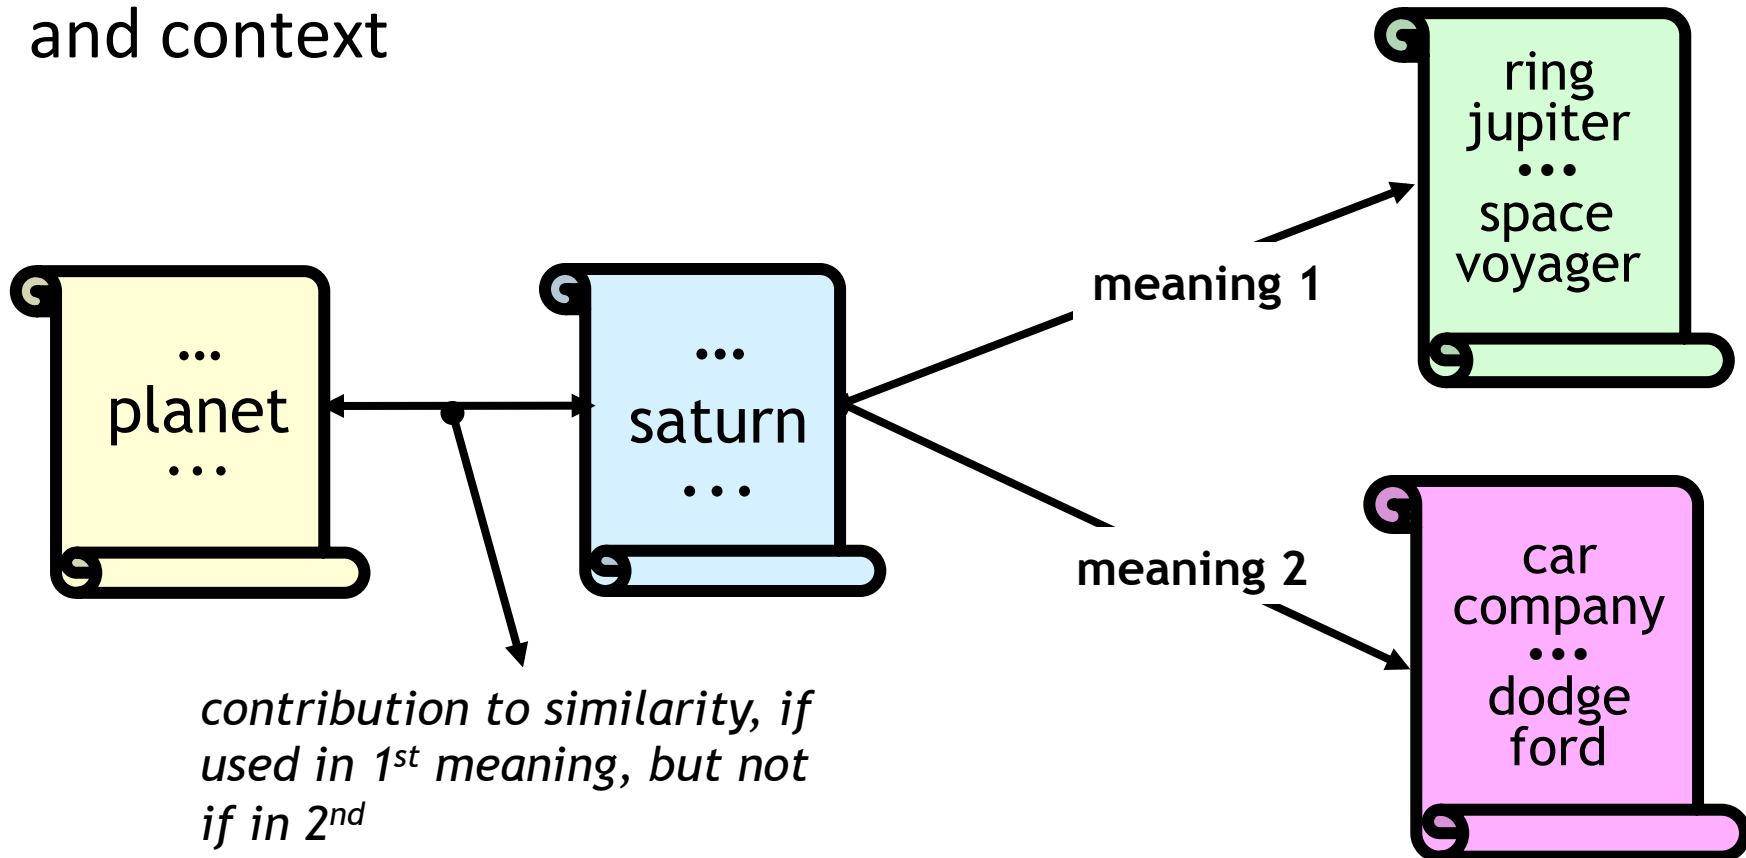 and context
ring
jupiter
•••
space
voyager
meaning 1
...
planet
...
...
saturn
...
meaning 2
car
company
•••
dodge
ford
contribution to similarity, if
used in 1st meaning, but not
if in 2nd